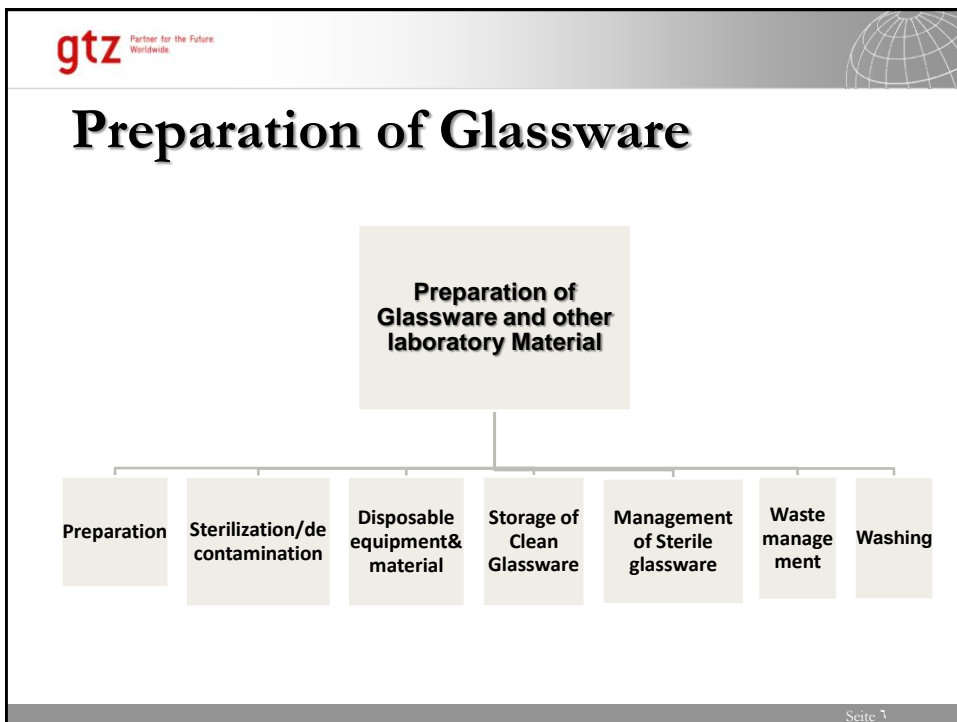 gtz
Partner for the Future.
Worldwide.
Preparation of Glassware
Preparation of
Glassware and other
laboratory Material
Preparation
Sterilization/de
contamination
Disposable
equipment&
material
Storage of
Clean
Glassware
Management
of Sterile
glassware
Waste
manage
ment
Washing
Seite ٦